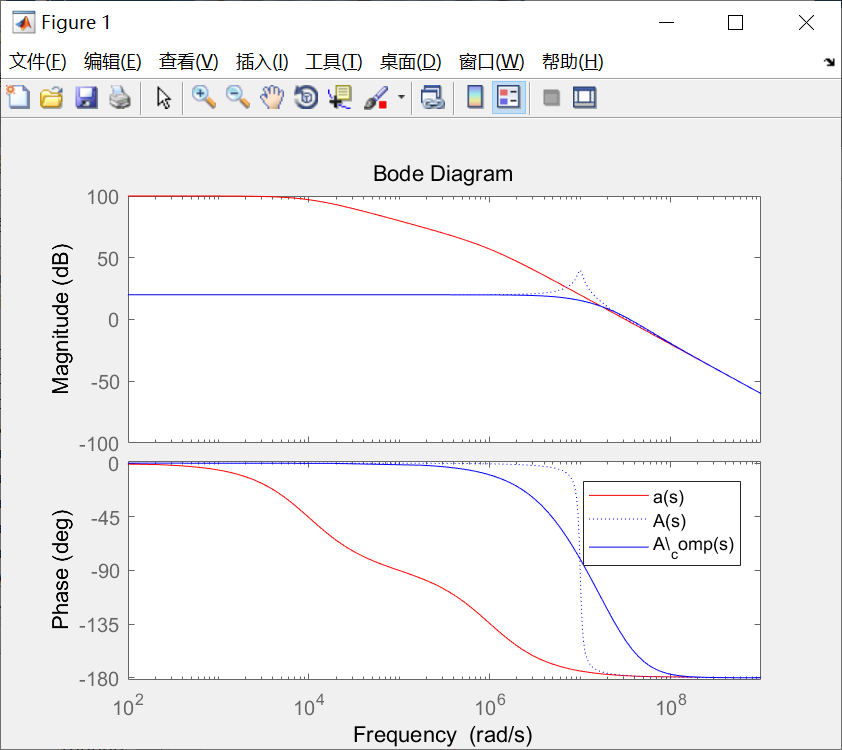 Figure 1
文件(F) 编辑(E) 查看(V) 插入(I) 工具(T) 桌面(D) 窗口(W) 帮助(H)
Bode Diagram
Magnitude (dB)
100
50
0
-50
-100
Phase (deg)
0
-45
-90
-135
-180
a(s)
A(s)
A\_comp(s)
10^2 10^4 10^6 10^8
Frequency (rad/s)